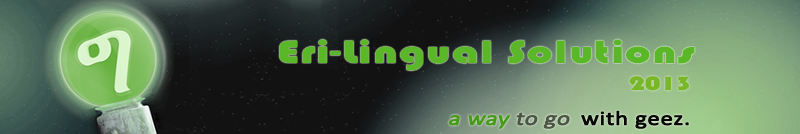 ግ
Eri-Lingual Solutions
2013
a way to go with geez.